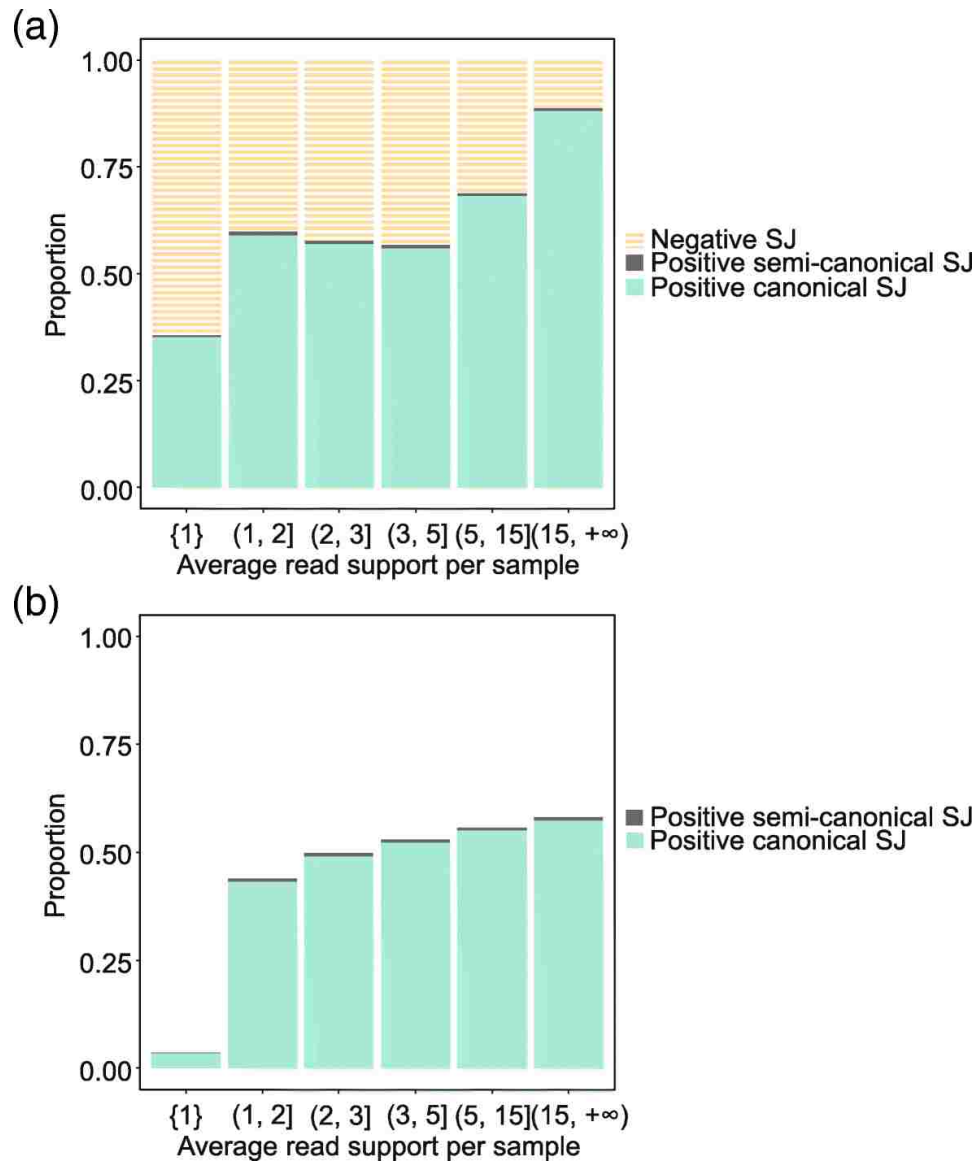 (a)
1.00
0.75
0.50
0.25
0.00
Proportion
{1} (1, 2] (2, 3] (3, 5] (5, 15] (15, +∞)
Average read support per sample
Negative SJ
Positive semi-canonical SJ
Positive canonical SJ
(b)
1.00
0.75
0.50
0.25
0.00
Proportion
{1} (1, 2] (2, 3] (3, 5] (5, 15] (15, +∞)
Average read support per sample
Positive semi-canonical SJ
Positive canonical SJ